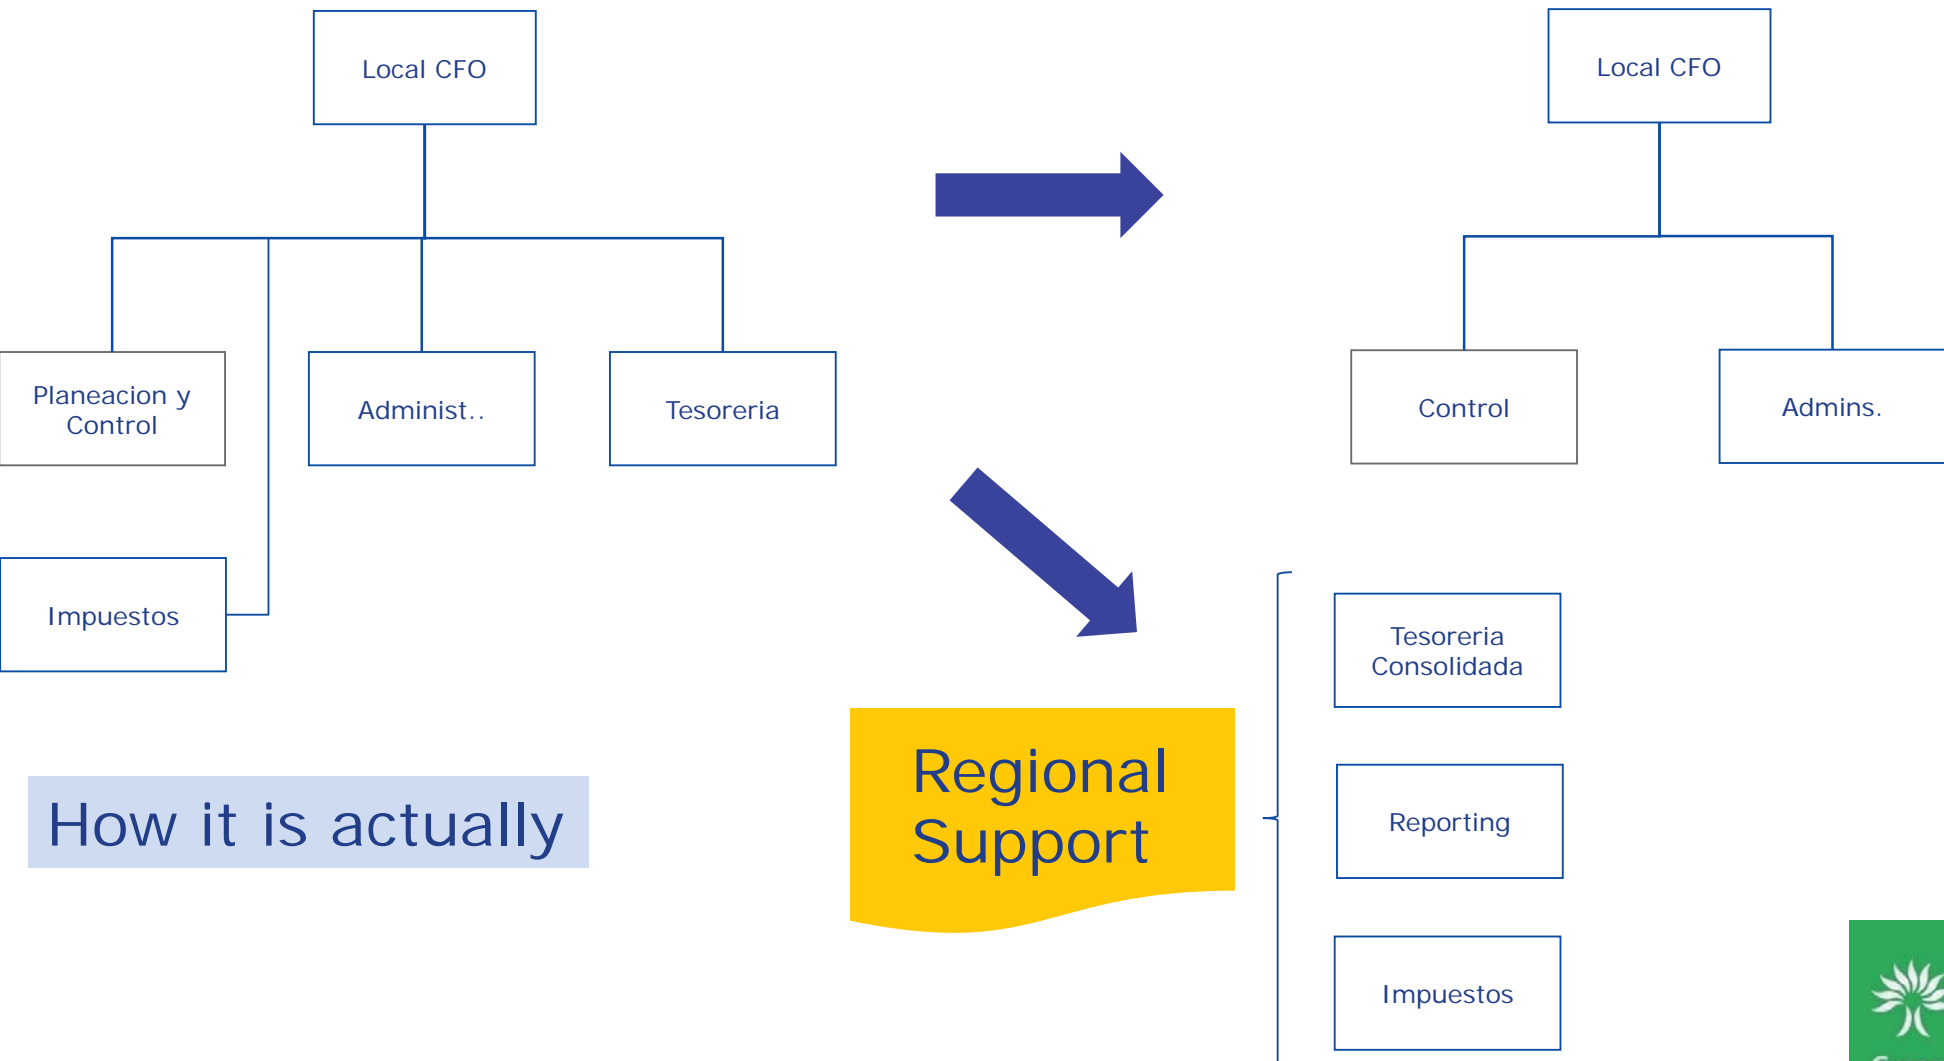 Local CFO
Planeacion y
Control
Administ..
Tesoreria
Impuestos
How it is actually
Local CFO
Control
Admins.
Regional
Support
Tesoreria
Consolidada
Reporting
Impuestos